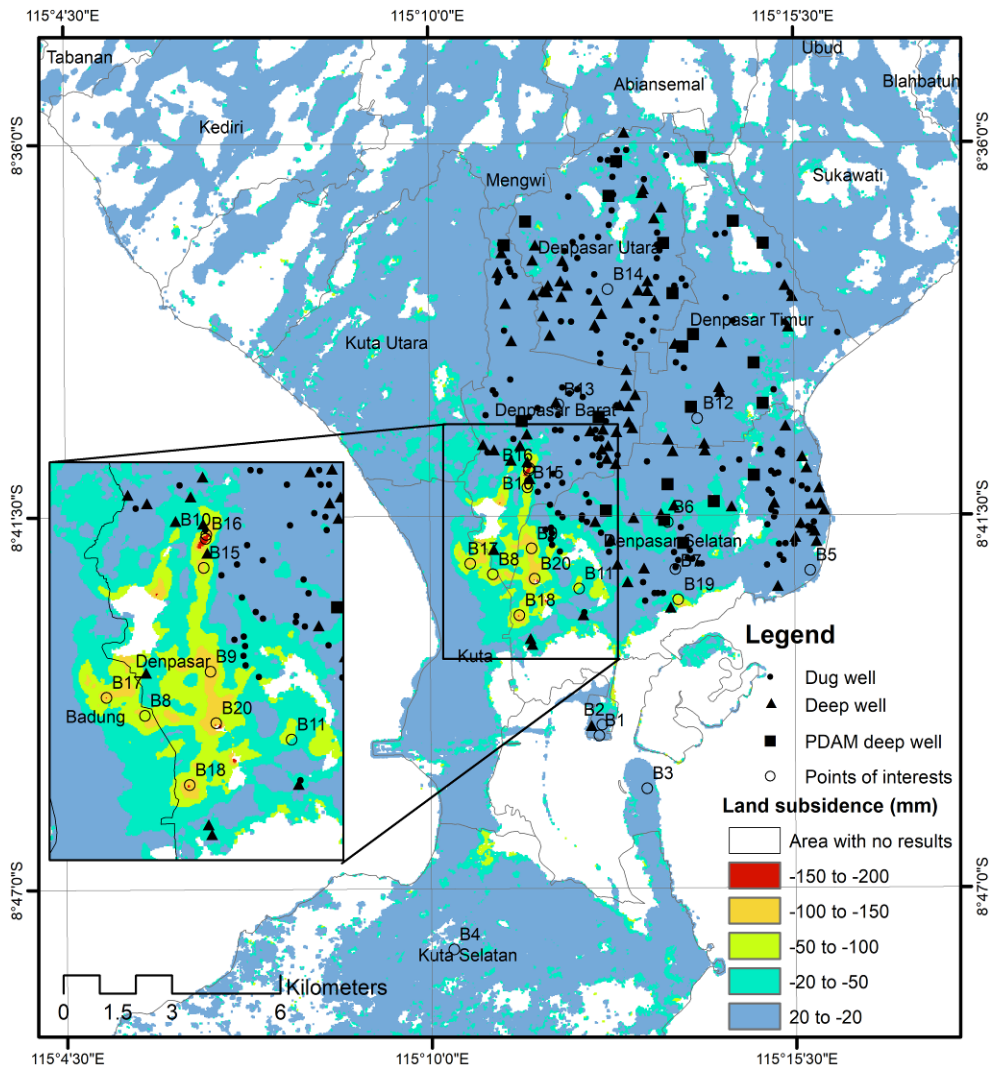 115°4'30"E 115°10'0"E 115°15'30"E
Tabanan
Ubud
Abiansemal
Blahbatuh
Kediri
8°36'0"S 8°36'0"S
Mengwi
Sukawati
Denpasar Utara
B14
Denpasar Timur
Kuta Utara
B13
Denpasar Barat
B12
B16
B15
B10
8°41'30"S 8°41'30"S
B6
B9
Denpasar Selatan
B17
B8
B20
B7
B5
B11
B19
B18
Kuta
B10
B16
B15
Denpasar
B9
B17
B8
Badung
B20
B11
B18
B2
B1
B3
B4
Kuta Selatan
8°47'0"S 8°47'0"S
Legend
Dug well
Deep well
PDAM deep well
Points of interests
Land subsidence (mm)
Area with no results
-150 to -200
-100 to -150
-50 to -100
-20 to -50
20 to -20
Kilometers
0 1.5 3 6
115°4'30"E 115°10'0"E 115°15'30"E